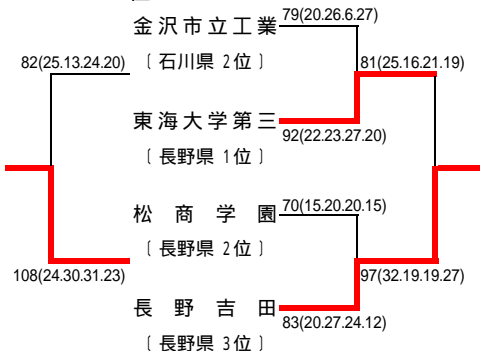 金沢市立工業 79(20.26.6.27)
82(25.13.24.20) 〔石川県 2位〕 81(25.16.21.19)
東海大学第三 92(22.23.27.20)
〔長野県 1位〕
松商学園 70(15.20.20.15)
〔長野県 2位〕
108(24.30.31.23) 97(32.19.19.27)
長野吉田 83(20.27.24.12)
〔長野県 3位〕